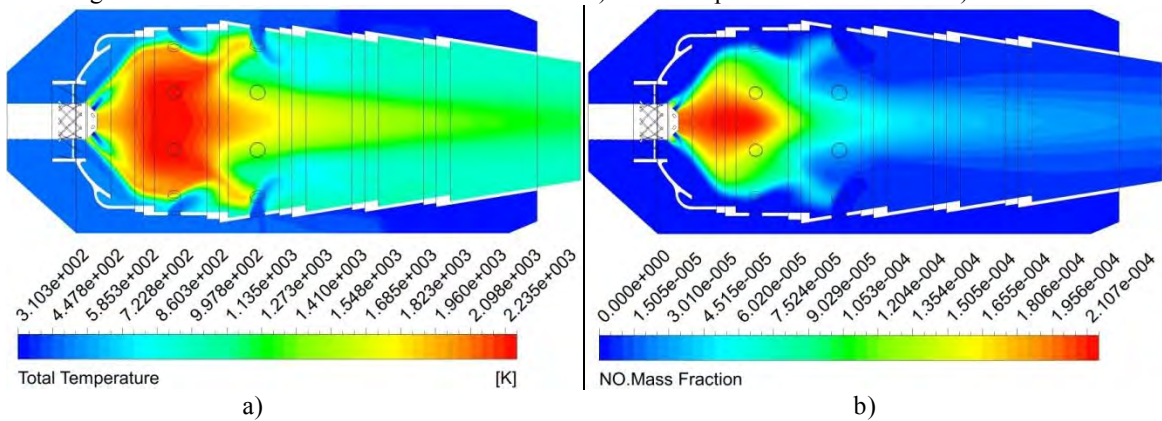 3.103e+002 4.478e+002 5.853e+002 7.228e+002 8.603e+002 9.978e+002 1.135e+003 1.273e+003 1.410e+003 1.548e+003 1.685e+003 1.823e+003 1.960e+003 2.098e+003 2.235e+003
Total Temperature [K]
a)
0.000e+000 1.505e-005 3.010e-005 4.515e-005 6.020e-005 7.524e-005 9.029e-005 1.053e-004 1.204e-004 1.354e-004 1.505e-004 1.655e-004 1.806e-004 1.956e-004 2.107e-004
NO.Mass Fraction
b)